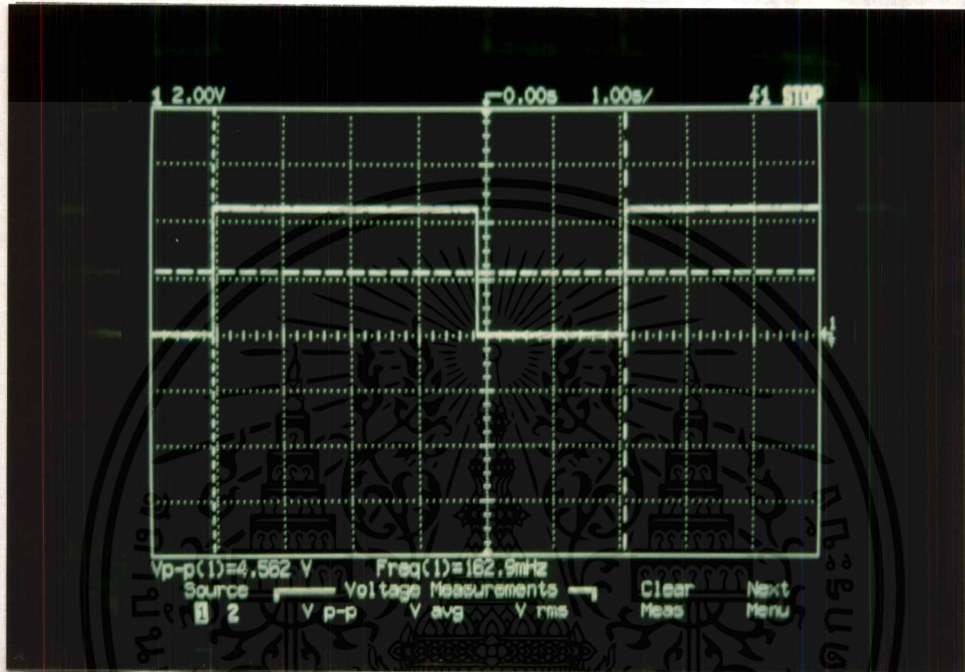 1 2.00V -0.00s 1.00s/ f1 STOP
Vp-p(1)=4.562 V Freq(1)=162.9mHz
Source Voltage Measurements Clear Next
1 2 V p-p V avg V rms Meas Menu